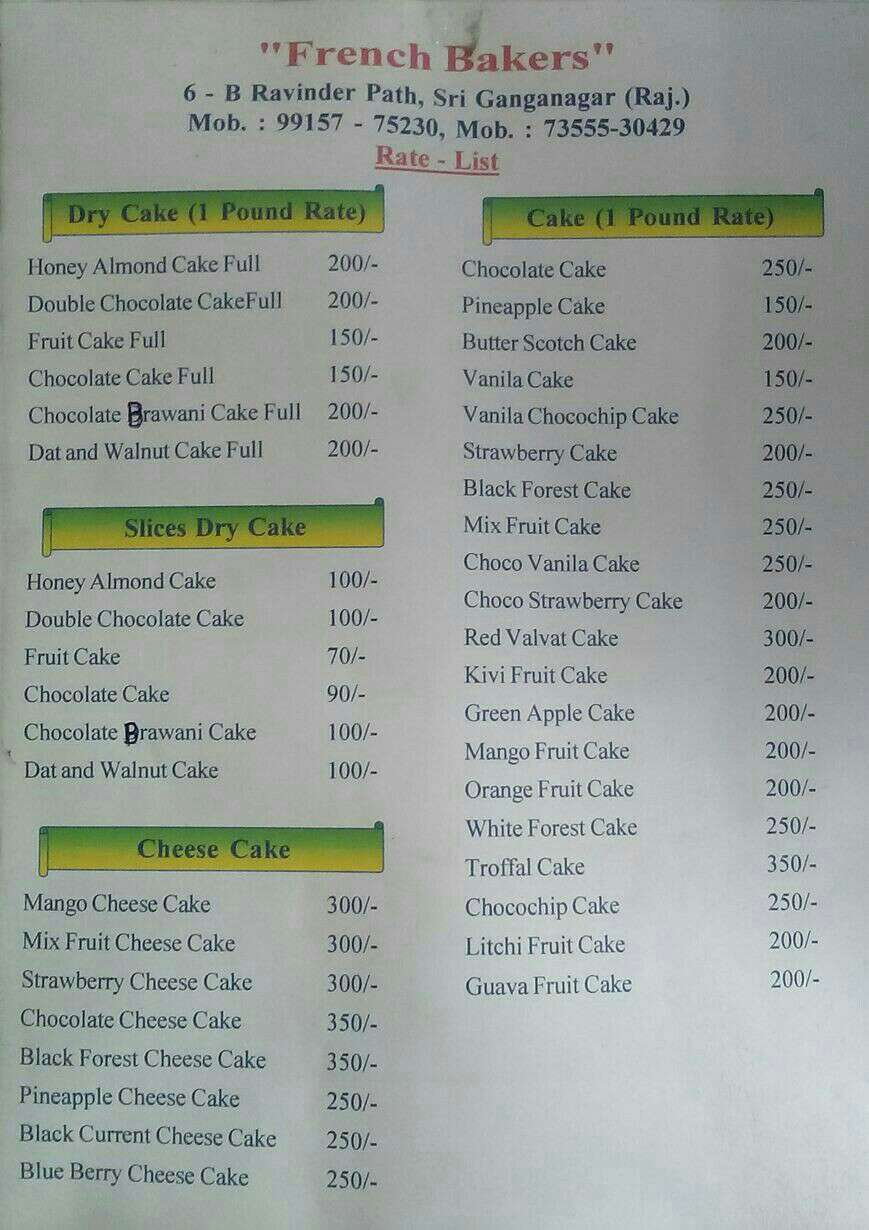 "French Bakers"
6 - B Ravinder Path, Sri Ganganagar (Raj.)
Mob. : 99157 - 75230, Mob. : 73555-30429
Rate - List
Dry Cake (1 Pound Rate)
Honey Almond Cake Full 200/-
Double Chocolate CakeFull 200/-
Fruit Cake Full 150/-
Chocolate Cake Full 150/-
Chocolate Brawani Cake Full 200/-
Dat and Walnut Cake Full 200/-
Slices Dry Cake
Honey Almond Cake 100/-
Double Chocolate Cake 100/-
Fruit Cake 70/-
Chocolate Cake 90/-
Chocolate Brawani Cake 100/-
Dat and Walnut Cake 100/-
Cheese Cake
Mango Cheese Cake 300/-
Mix Fruit Cheese Cake 300/-
Strawberry Cheese Cake 300/-
Chocolate Cheese Cake 350/-
Black Forest Cheese Cake 350/-
Pineapple Cheese Cake 250/-
Black Current Cheese Cake 250/-
Blue Berry Cheese Cake 250/-
Cake (1 Pound Rate)
Chocolate Cake 250/-
Pineapple Cake 150/-
Butter Scotch Cake 200/-
Vanila Cake 150/-
Vanila Chocochip Cake 250/-
Strawberry Cake 200/-
Black Forest Cake 250/-
Mix Fruit Cake 250/-
Choco Vanila Cake 250/-
Choco Strawberry Cake 200/-
Red Valvat Cake 300/-
Kivi Fruit Cake 200/-
Green Apple Cake 200/-
Mango Fruit Cake 200/-
Orange Fruit Cake 200/-
White Forest Cake 250/-
Troffal Cake 350/-
Chocochip Cake 250/-
Litchi Fruit Cake 200/-
Guava Fruit Cake 200/-